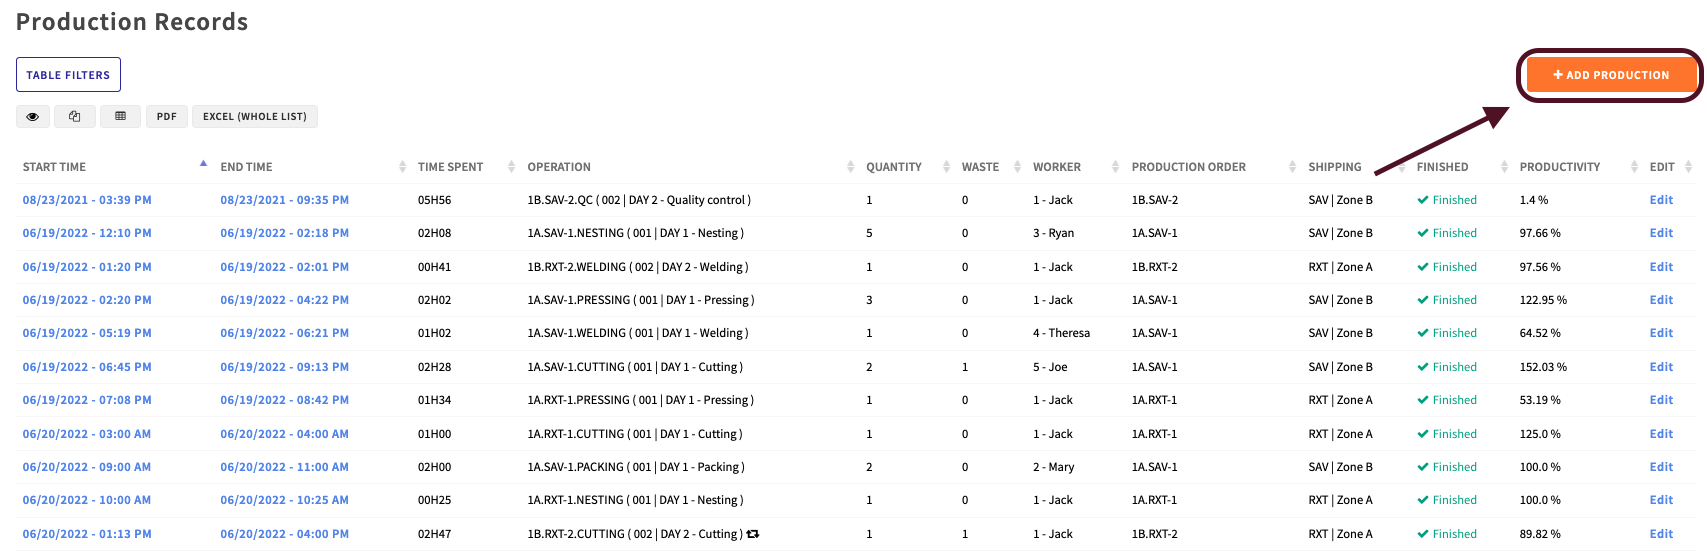 Production Records
TABLE FILTERS
+ ADD PRODUCTION
PDF EXCEL (WHOLE LIST)
START TIME END TIME TIME SPENT OPERATION QUANTITY WASTE WORKER PRODUCTION ORDER SHIPPING FINISHED PRODUCTIVITY EDIT
08/23/2021 - 03:39 PM 08/23/2021 - 09:35 PM 05H56 1B.SAV-2.QC ( 002 | DAY 2 - Quality control ) 1 0 1 - Jack 1B.SAV-2 SAV | Zone B ✔ Finished 1.4 % Edit
06/19/2022 - 12:10 PM 06/19/2022 - 02:18 PM 02H08 1A.SAV-1.NESTING ( 001 | DAY 1 - Nesting ) 5 0 3 - Ryan 1A.SAV-1 SAV | Zone B ✔ Finished 97.66 % Edit
06/19/2022 - 01:20 PM 06/19/2022 - 02:01 PM 00H41 1B.RXT-2.WELDING ( 002 | DAY 2 - Welding ) 1 0 1 - Jack 1B.RXT-2 RXT | Zone A ✔ Finished 97.56 % Edit
06/19/2022 - 02:20 PM 06/19/2022 - 04:22 PM 02H02 1A.SAV-1.PRESSING ( 001 | DAY 1 - Pressing ) 3 0 1 - Jack 1A.SAV-1 SAV | Zone B ✔ Finished 122.95 % Edit
06/19/2022 - 05:19 PM 06/19/2022 - 06:21 PM 01H02 1A.SAV-1.WELDING ( 001 | DAY 1 - Welding ) 1 0 4 - Theresa 1A.SAV-1 SAV | Zone B ✔ Finished 64.52 % Edit
06/19/2022 - 06:45 PM 06/19/2022 - 09:13 PM 02H28 1A.SAV-1.CUTTING ( 001 | DAY 1 - Cutting ) 2 1 5 - Joe 1A.SAV-1 SAV | Zone B ✔ Finished 152.03 % Edit
06/19/2022 - 07:08 PM 06/19/2022 - 08:42 PM 01H34 1A.RXT-1.PRESSING ( 001 | DAY 1 - Pressing ) 1 0 1 - Jack 1A.RXT-1 RXT | Zone A ✔ Finished 53.19 % Edit
06/20/2022 - 03:00 AM 06/20/2022 - 04:00 AM 01H00 1A.RXT-1.CUTTING ( 001 | DAY 1 - Cutting ) 1 0 1 - Jack 1A.RXT-1 RXT | Zone A ✔ Finished 125.0 % Edit
06/20/2022 - 09:00 AM 06/20/2022 - 11:00 AM 02H00 1A.SAV-1.PACKING ( 001 | DAY 1 - Packing ) 2 0 2 - Mary 1A.SAV-1 SAV | Zone B ✔ Finished 100.0 % Edit
06/20/2022 - 10:00 AM 06/20/2022 - 10:25 AM 00H25 1A.RXT-1.NESTING ( 001 | DAY 1 - Nesting ) 1 0 1 - Jack 1A.RXT-1 RXT | Zone A ✔ Finished 100.0 % Edit
06/20/2022 - 01:13 PM 06/20/2022 - 04:00 PM 02H47 1B.RXT-2.CUTTING ( 002 | DAY 2 - Cutting ) 1 1 1 - Jack 1B.RXT-2 RXT | Zone A ✔ Finished 89.82 % Edit